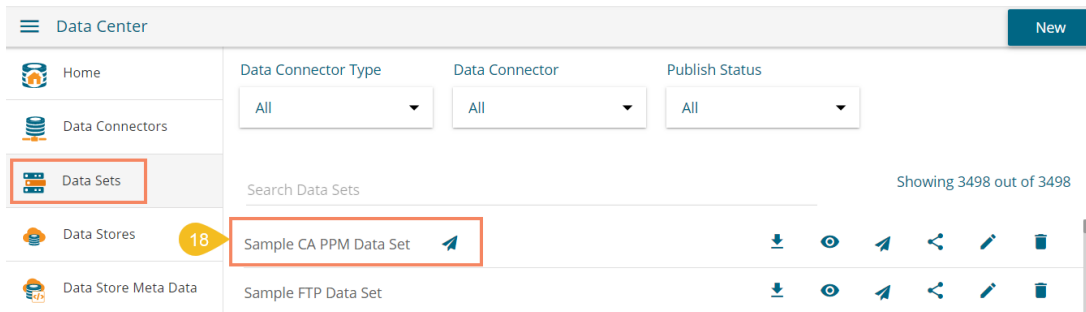 Data Center
New
Home
Data Connectors
Data Sets
Data Stores
Data Store Meta Data
Data Connector Type
Data Connector
Publish Status
All
All
All
Search Data Sets
Showing 3498 out of 3498
18
Sample CA PPM Data Set
Sample FTP Data Set